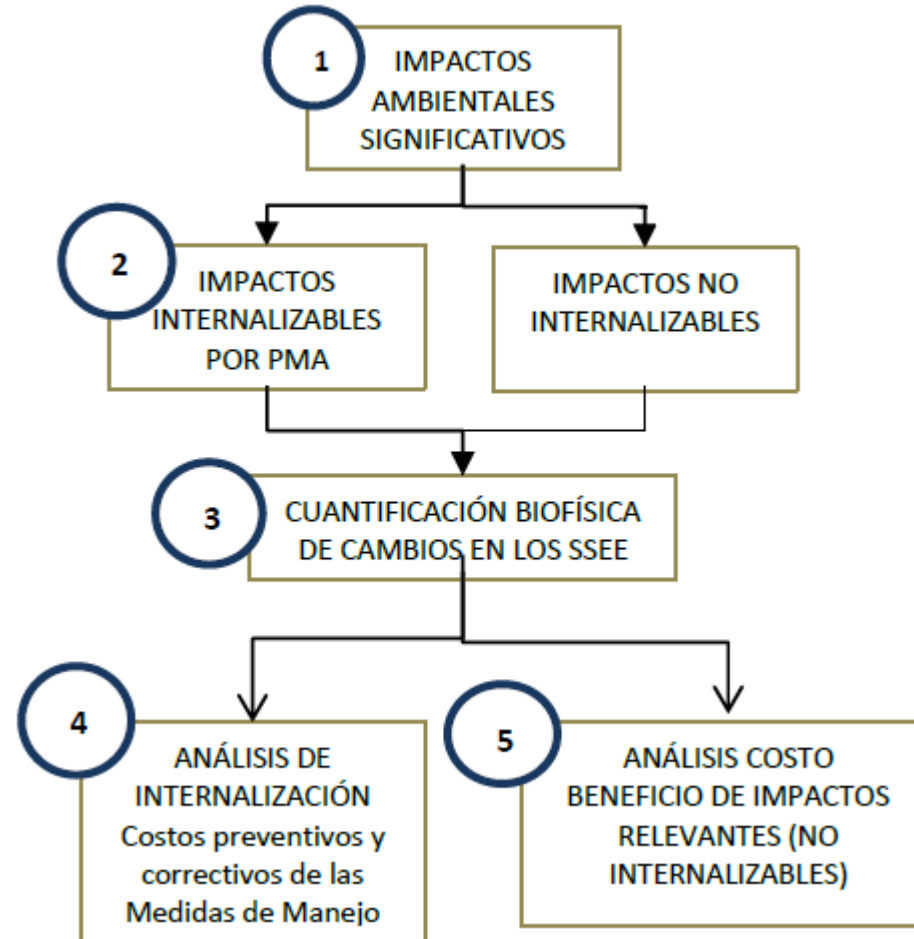 1
IMPACTOS
AMBIENTALES
SIGNIFICATIVOS
2
IMPACTOS
INTERNALIZABLES
POR PMA
IMPACTOS NO
INTERNALIZABLES
3
CUANTIFICACIÓN BIOFÍSICA
DE CAMBIOS EN LOS SSEE
4
ANÁLISIS DE
INTERNALIZACIÓN
Costos preventivos y
correctivos de las
Medidas de Manejo
5
ANÁLISIS COSTO
BENEFICIO DE IMPACTOS
RELEVANTES (NO
INTERNALIZABLES)